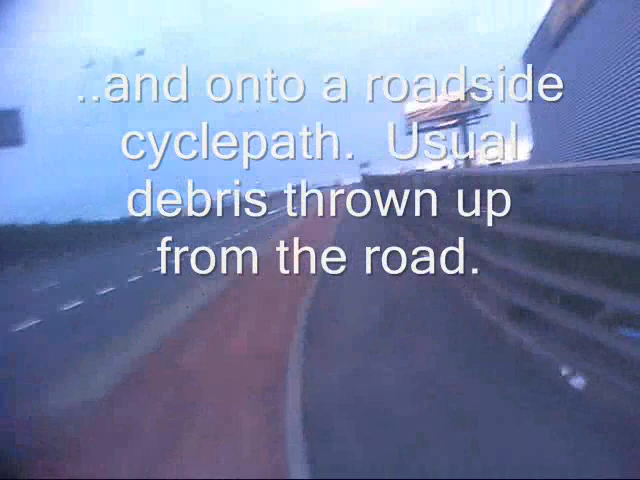 ..and onto a roadside
cyclepath.  Usual
debris thrown up
from the road.